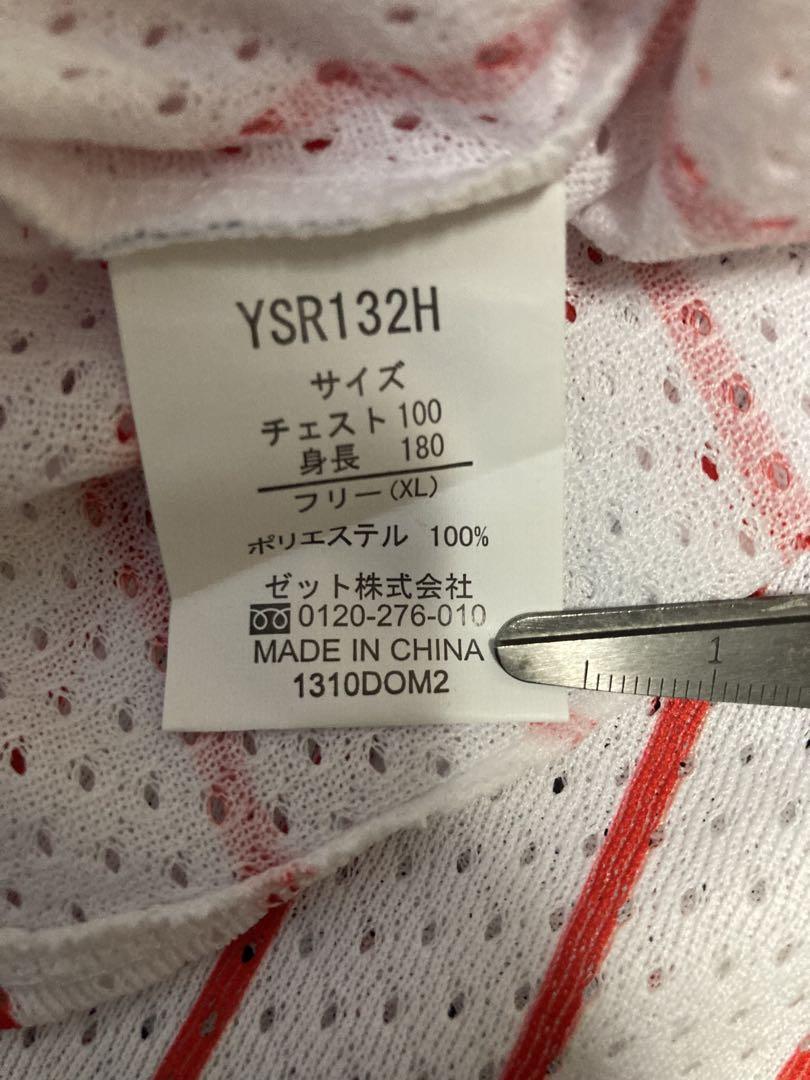 YSR132H
サイズ
チェスト 100
身長 180
フリー(XL)
ポリエステル 100%
ゼット株式会社
0120-276-010
MADE IN CHINA
1310DOM2
1